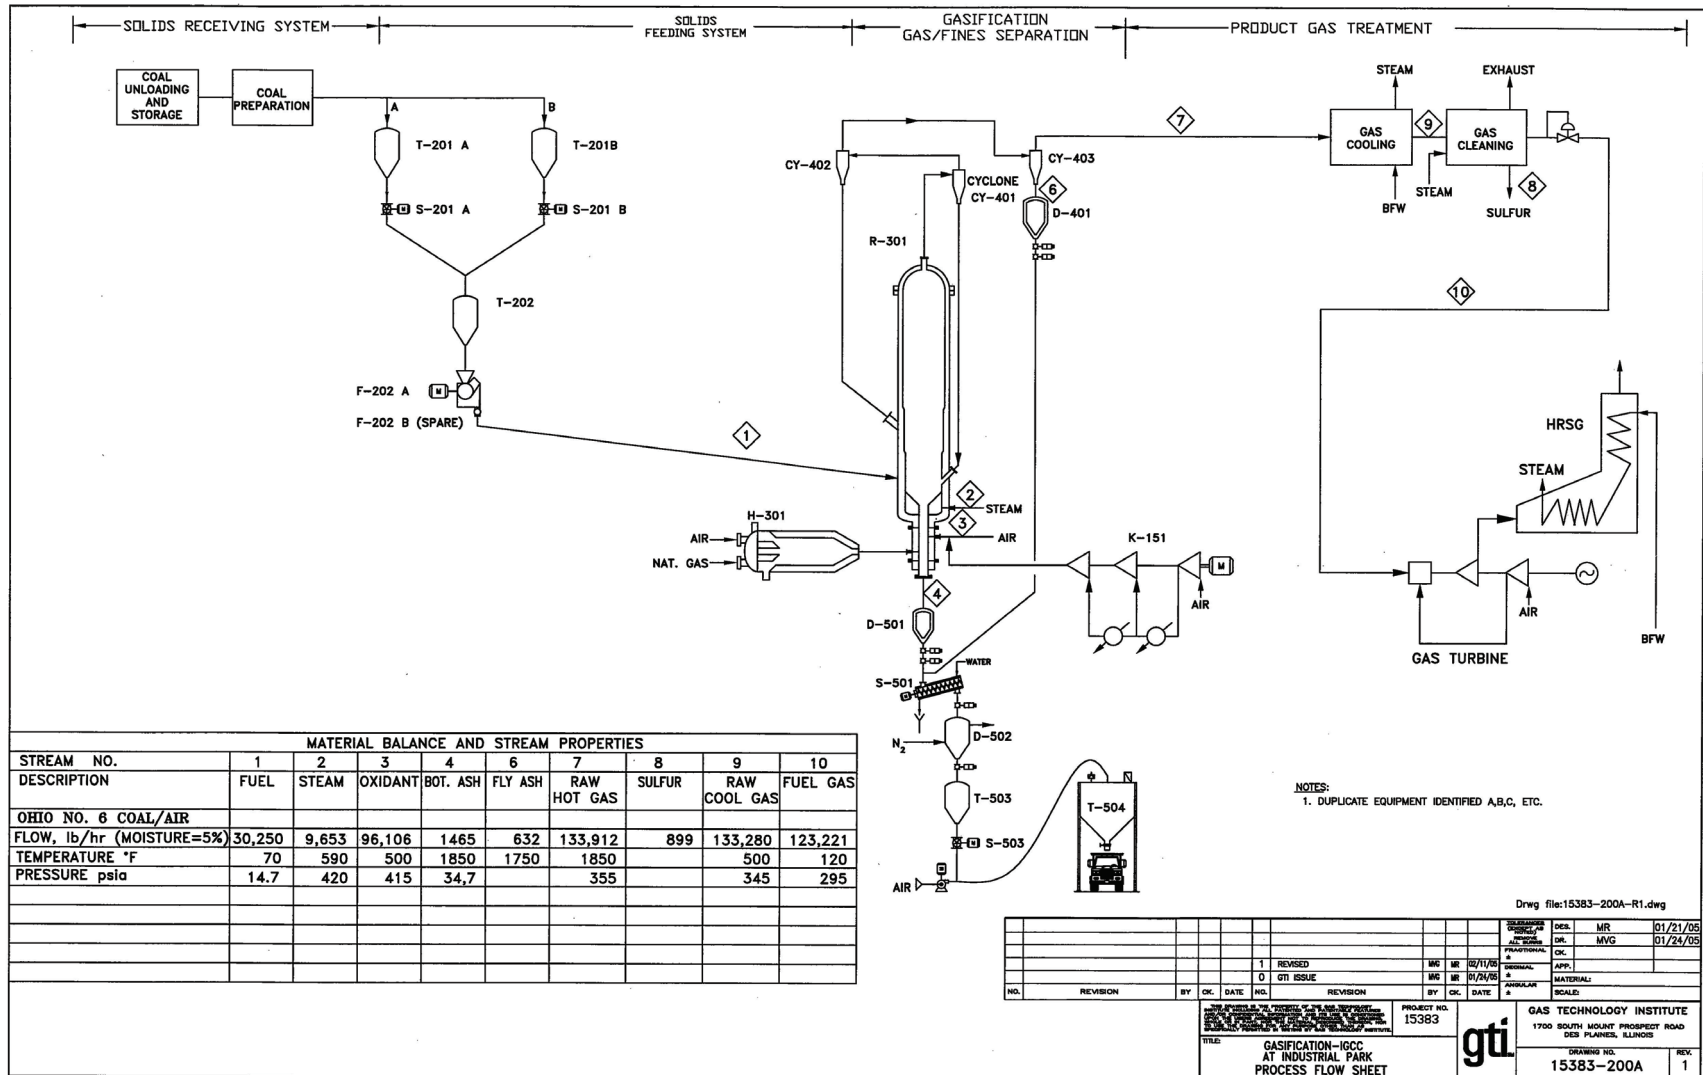 SOLIDS RECEIVING SYSTEM
SOLIDS
FEEDING SYSTEM
GASIFICATION
GAS/FINES SEPARATION
PRODUCT GAS TREATMENT
COAL
UNLOADING
AND
STORAGE
COAL
PREPARATION
A
B
T-201 A
T-201B
S-201 A
M
S-201 B
M
T-202
F-202 A
M
F-202 B (SPARE)
1
CY-402
CYCLONE
CY-401
CY-403
6
D-401
R-301
7
STEAM
EXHAUST
GAS
COOLING
9
GAS
CLEANING
BFW
STEAM
8
SULFUR
10
2
STEAM
3
AIR
H-301
AIR
NAT. GAS
K-151
M
AIR
4
D-501
S-501
M
WATER
N2
D-502
T-503
S-503
M
AIR
T-504
HRSG
STEAM
AIR
BFW
GAS TURBINE
MATERIAL BALANCE AND STREAM PROPERTIES
STREAM NO. 1 2 3 4 6 7 8 9 10
DESCRIPTION FUEL STEAM OXIDANT BOT. ASH FLY ASH RAW HOT GAS SULFUR RAW COOL GAS FUEL GAS
OHIO NO. 6 COAL/AIR
FLOW, lb/hr (MOISTURE=5%) 30,250 9,653 96,106 1465 632 133,912 899 133,280 123,221
TEMPERATURE °F 70 590 500 1850 1750 1850 500 120
PRESSURE psia 14.7 420 415 34,7 355 345 295
NOTES:
1. DUPLICATE EQUIPMENT IDENTIFIED A,B,C, ETC.
Drwg file:15383-200A-R1.dwg
1 REVISED MVG MR 02/11/05
0 GTI ISSUE MVG MR 01/24/05
NO. REVISION BY CK. DATE NO. REVISION BY CK. DATE
FRACTIONAL
±
DECIMAL
±
ANGULAR
±
DES. MR 01/21/05
DR. MVG 01/24/05
CK.
APP.
MATERIAL:
SCALE:
PROJECT NO.
15383
TITLE:
GASIFICATION-IGCC
AT INDUSTRIAL PARK
PROCESS FLOW SHEET
gti
GAS TECHNOLOGY INSTITUTE
1700 SOUTH MOUNT PROSPECT ROAD
DES PLAINES, ILLINOIS
DRAWING NO.
15383-200A
REV.
1